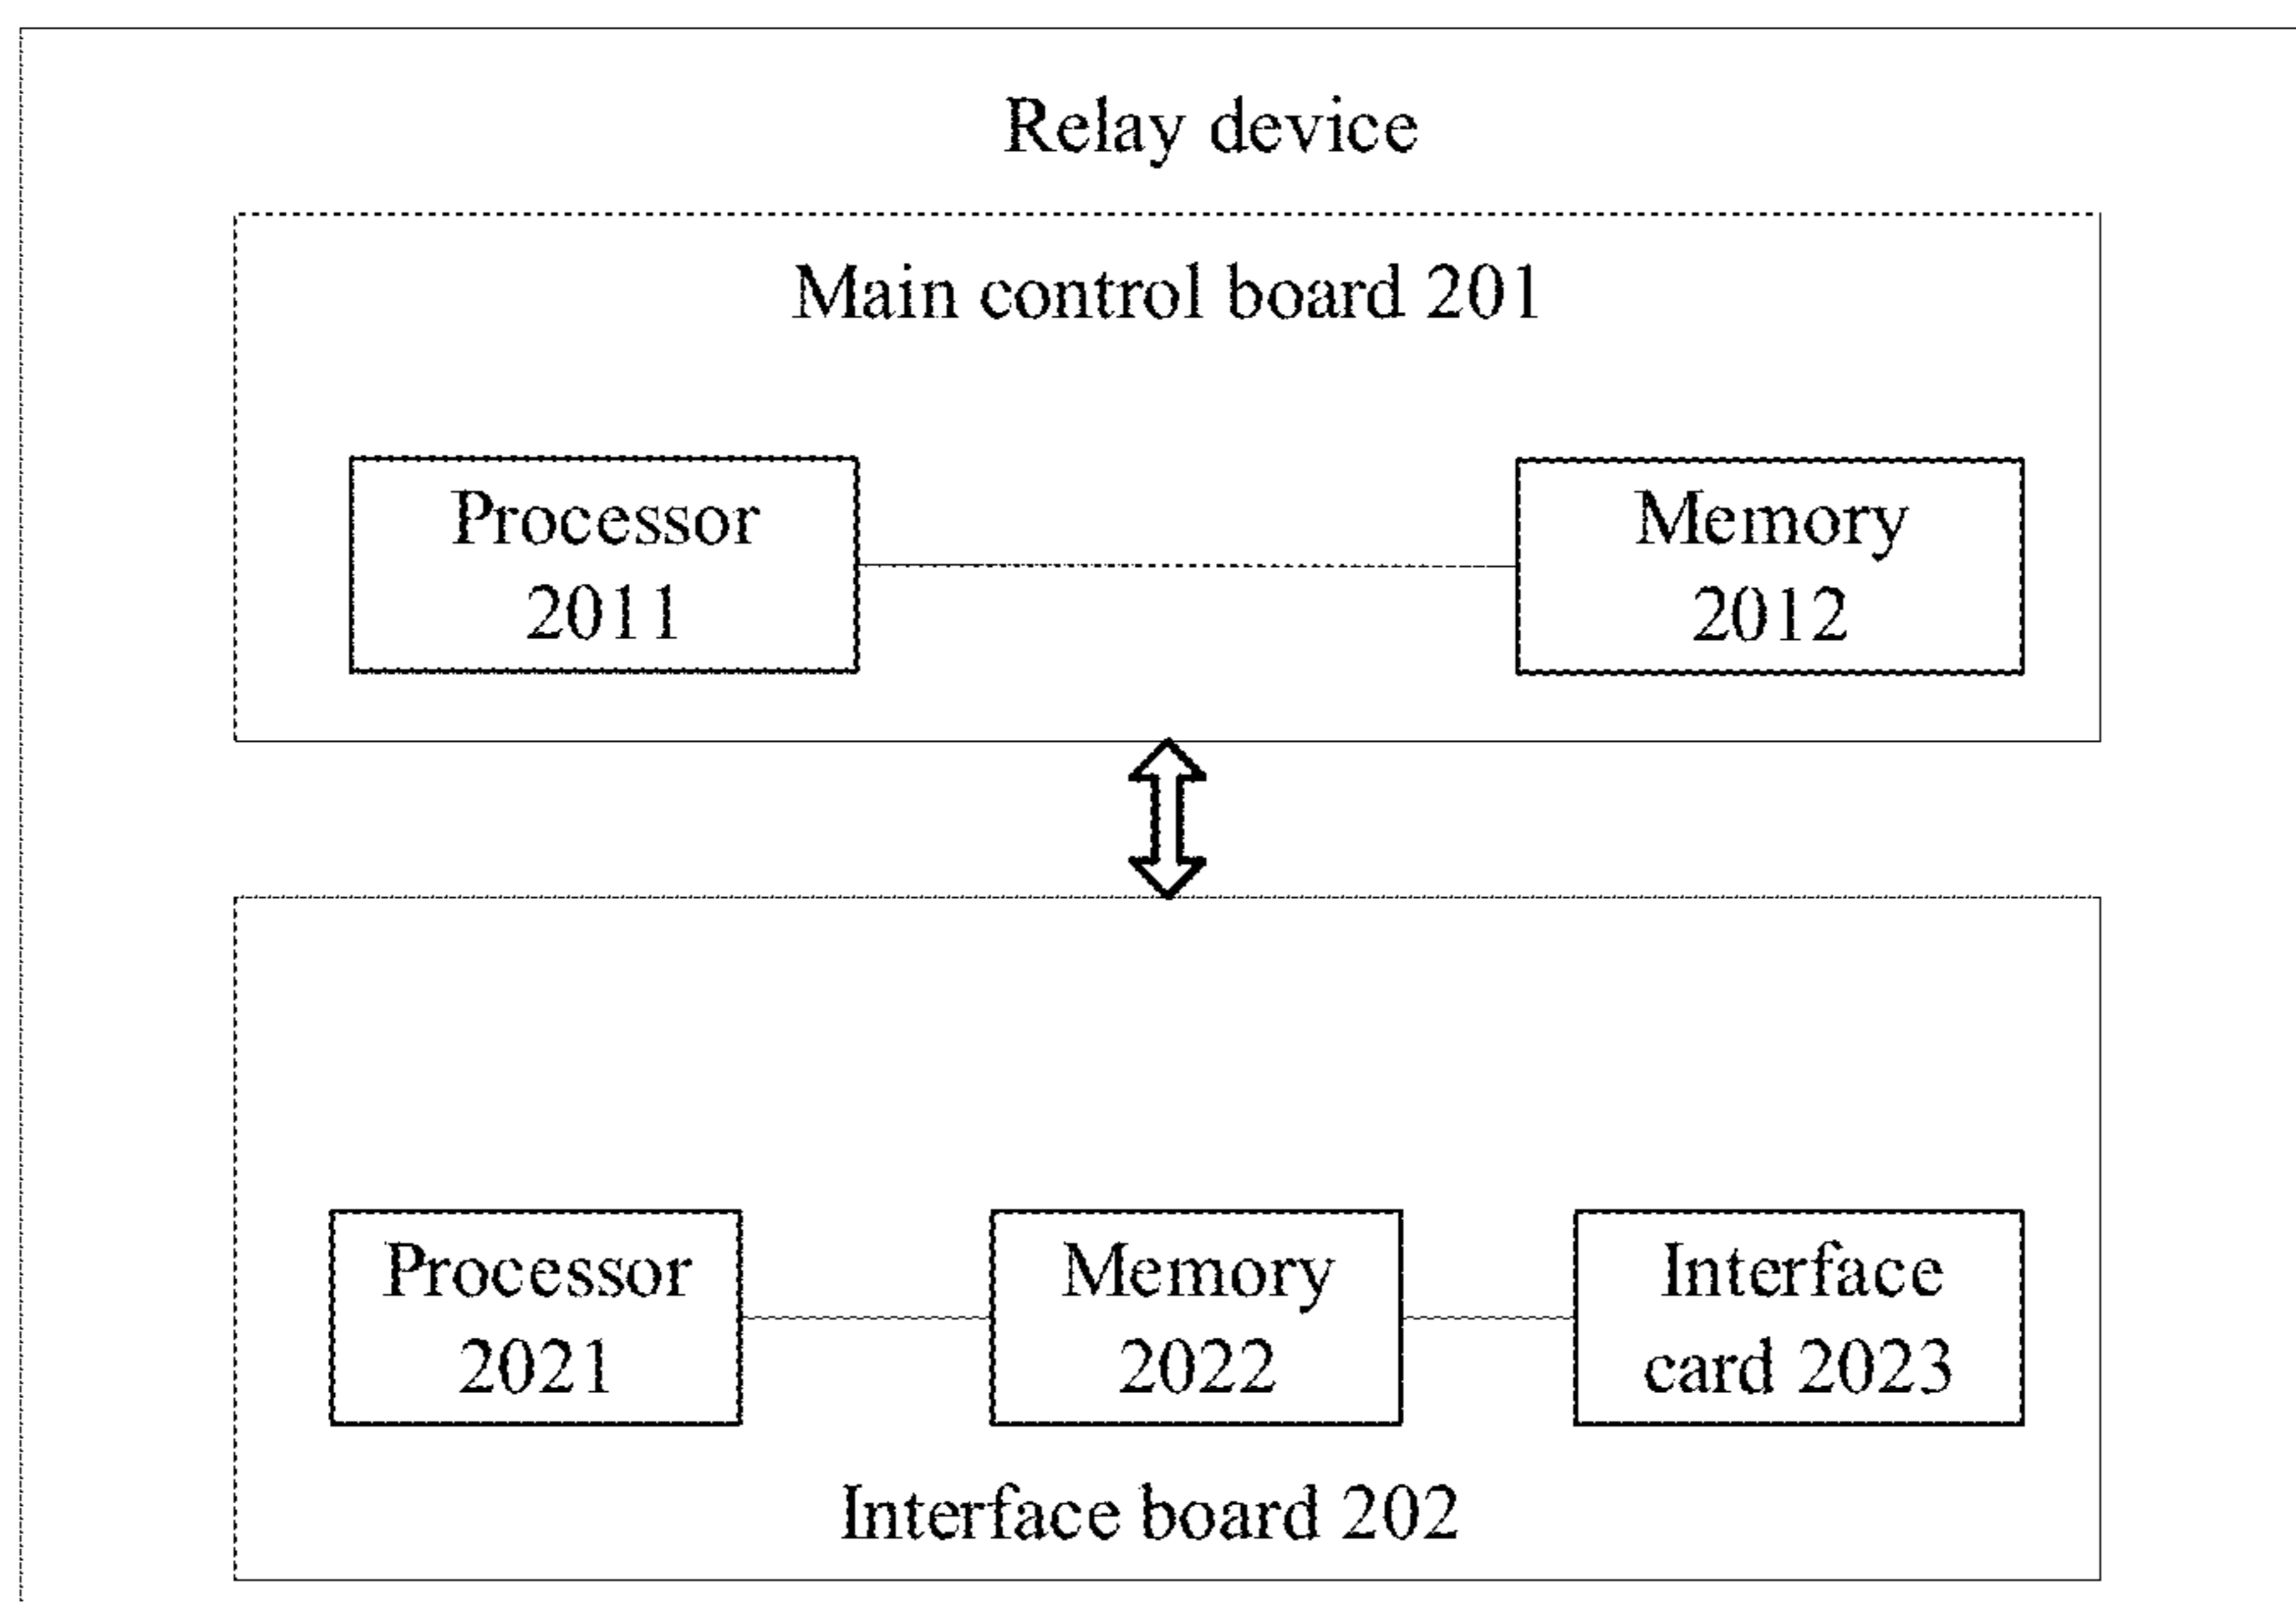 Relay device
Main control board 201
Processor
2011
Memory
2012
Processor
2021
Memory
2022
Interface
card 2023
Interface board 202